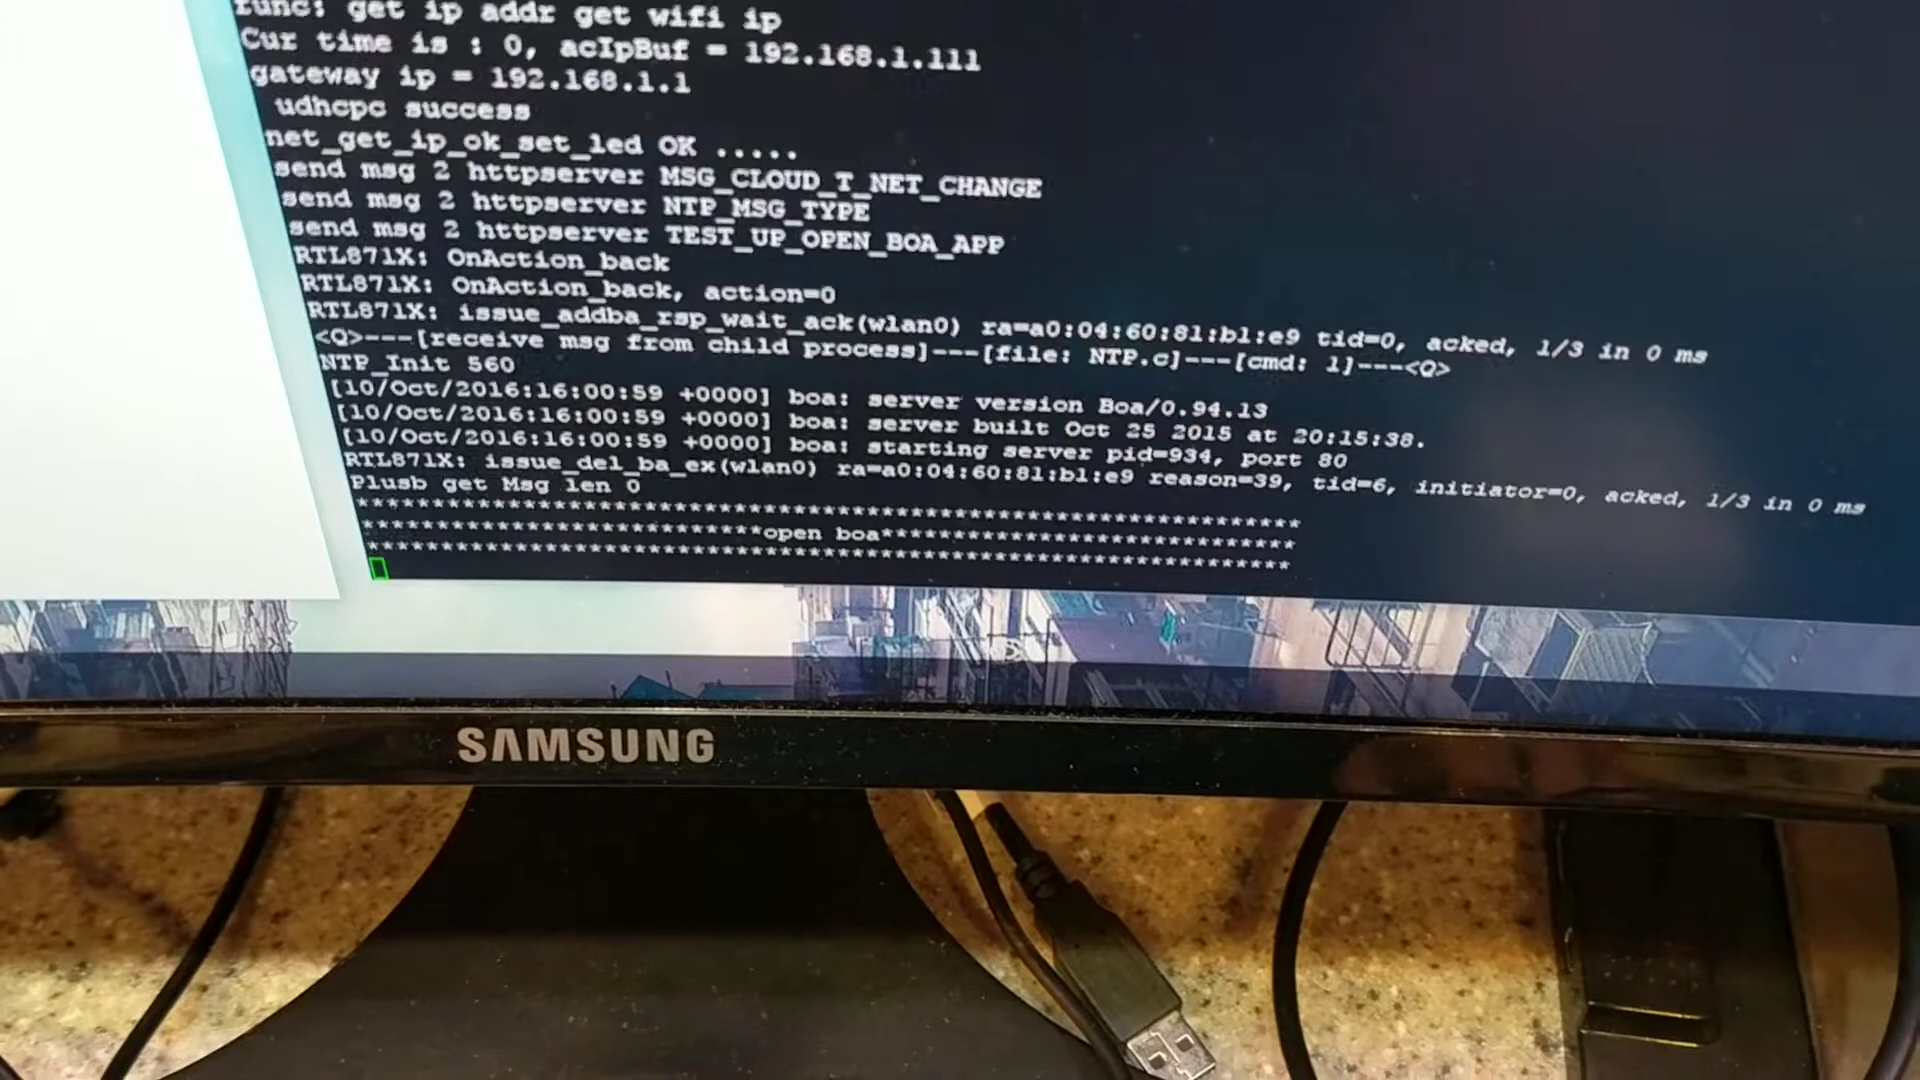 func: get ip addr get wifi ip
Cur time is : 0, acIpBuf = 192.168.1.111
gateway ip = 192.168.1.1
udhcpc success
net_get_ip_ok_set_led OK .....
send msg 2 httpserver MSG_CLOUD_T_NET_CHANGE
send msg 2 httpserver NTP_MSG_TYPE
send msg 2 httpserver TEST_UP_OPEN_BOA_APP
RTL871X: OnAction_back
RTL871X: OnAction_back, action=0
RTL871X: issue_addba_rsp_wait_ack(wlan0) ra=a0:04:60:81:b1:e9 tid=0, acked, 1/3 in 0 ms
<Q>---[receive msg from child process]---[file: NTP.c]---[cmd: 1]---<Q>
NTP_Init 560
[10/Oct/2016:16:00:59 +0000] boa: server version Boa/0.94.13
[10/Oct/2016:16:00:59 +0000] boa: server built Oct 25 2015 at 20:15:38.
[10/Oct/2016:16:00:59 +0000] boa: starting server pid=934, port 80
RTL871X: issue_del_ba_ex(wlan0) ra=a0:04:60:81:b1:e9 reason=39, tid=6, initiator=0, acked, 1/3 in 0 ms
Plusb get Msg len 0
****************************************************************
***************************open boa****************************
****************************************************************
SAMSUNG